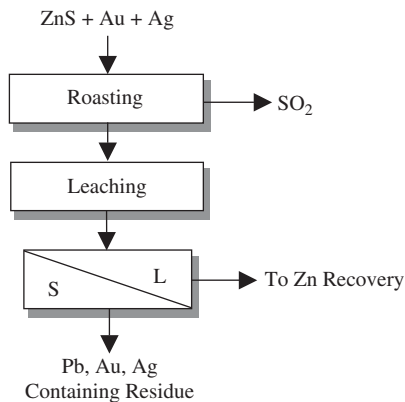 ZnS + Au + Ag
Roasting
SO₂
Leaching
L
S
To Zn Recovery
Pb, Au, Ag
Containing Residue